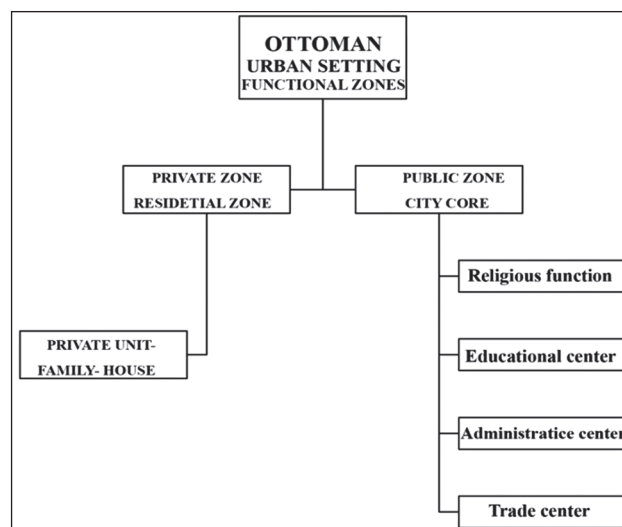 OTTOMAN
URBAN SETTING
FUNCTIONAL ZONES
PRIVATE ZONE
RESIDETIAL ZONE
PUBLIC ZONE
CITY CORE
Religious function
PRIVATE UNIT-
FAMILY- HOUSE
Educational center
Administratice center
Trade center